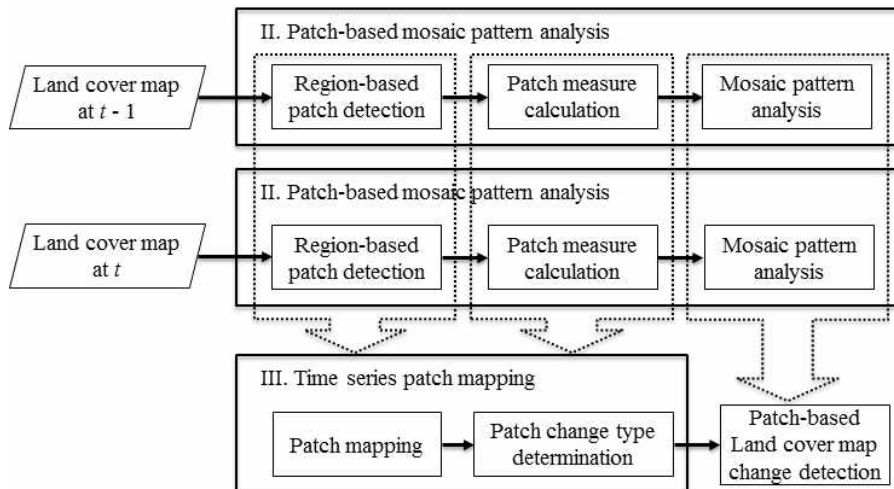 II. Patch-based mosaic pattern analysis
Land cover map
at t - 1
Region-based
patch detection
Patch measure
calculation
Mosaic pattern
analysis
II. Patch-based mosaic pattern analysis
Land cover map
at t
Region-based
patch detection
Patch measure
calculation
Mosaic pattern
analysis
III. Time series patch mapping
Patch mapping
Patch change type
determination
Patch-based
Land cover map
change detection